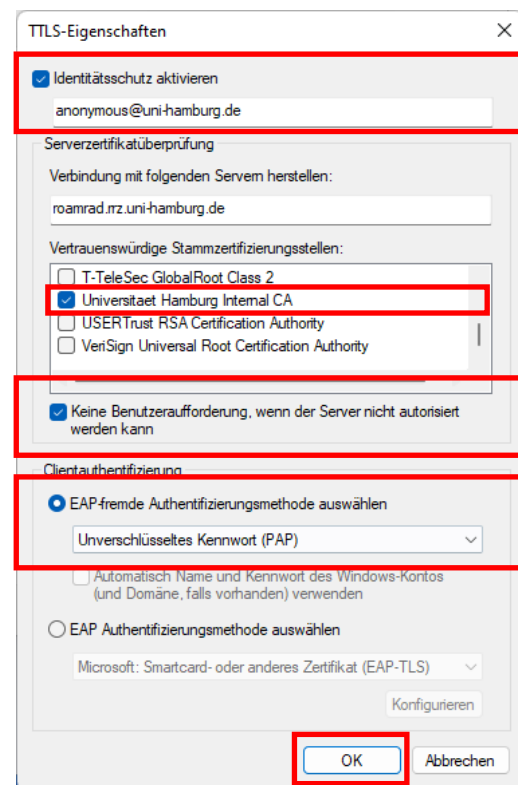 TTLS-Eigenschaften
Identitätsschutz aktivieren
anonymous@uni-hamburg.de
Serverzertifikatüberprüfung
Verbindung mit folgenden Servern herstellen:
roamrad.rrz.uni-hamburg.de
Vertrauenswürdige Stammzertifizierungsstellen:
T-TeleSec GlobalRoot Class 2
Universitaet Hamburg Internal CA
USERTrust RSA Certification Authority
VeriSign Universal Root Certification Authority
Keine Benutzeraufforderung, wenn der Server nicht autorisiert
werden kann
Clientauthentifizierung
EAP-fremde Authentifizierungsmethode auswählen
Unverschlüsseltes Kennwort (PAP)
Automatisch Name und Kennwort des Windows-Kontos
(und Domäne, falls vorhanden) verwenden
EAP Authentifizierungsmethode auswählen
Microsoft: Smartcard- oder anderes Zertifikat (EAP-TLS)
Konfigurieren
OK Abbrechen